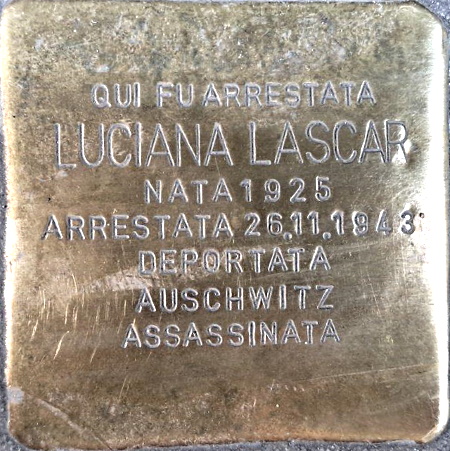 QUI FU ARRESTATA
LUCIANA LASCAR
NATA 1925
ARRESTATA 26.11.1943
DEPORTATA
AUSCHWITZ
ASSASSINATA